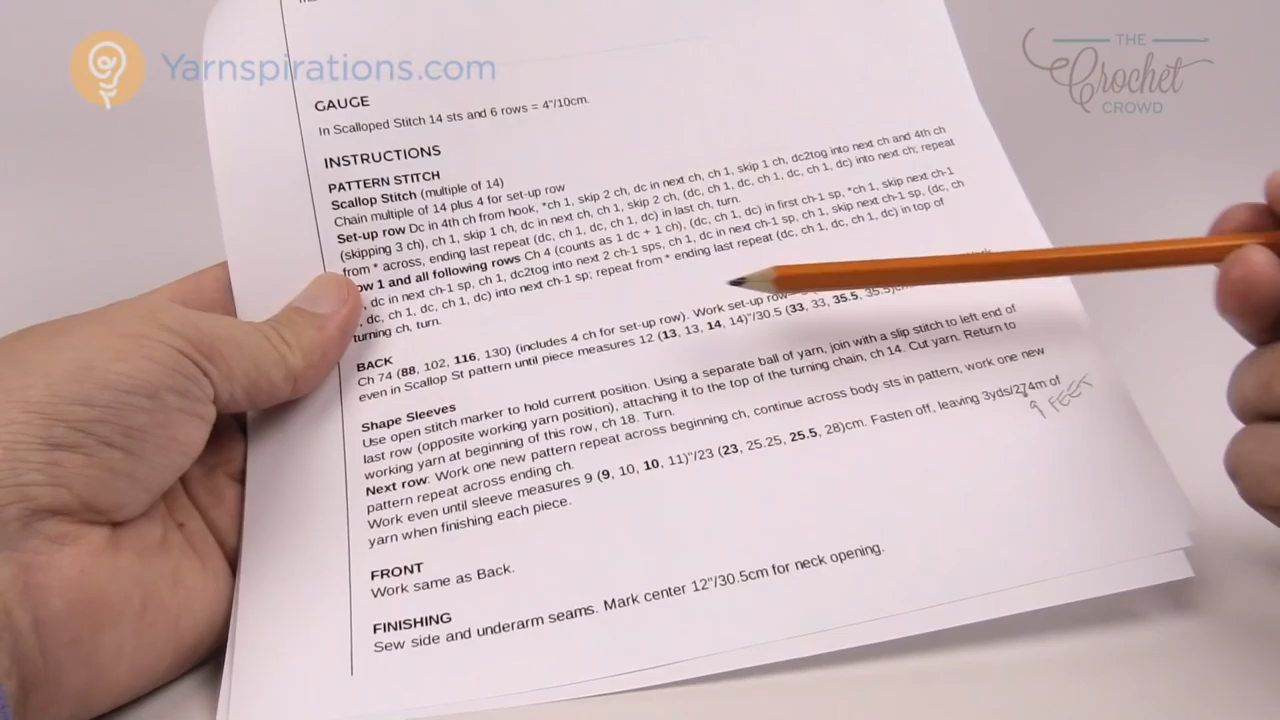 Yarnspirations.com
THE
Crochet
CROWD
GAUGE
In Scalloped Stitch 14 sts and 6 rows = 4"/10cm.
INSTRUCTIONS
PATTERN STITCH
Scallop Stitch (multiple of 14)
Chain multiple of 14 plus 4 for set-up row
Set-up row Dc in 4th ch from hook, *ch 1, skip 2 ch, dc in next ch, ch 1, skip 1 ch, dc2tog into next ch and 4th ch
(skipping 3 ch), ch 1, skip 1 ch, dc in next ch, ch 1, skip 2 ch, (dc, ch 1, dc, ch 1, dc, ch 1, dc) into next ch; repeat
from * across, ending last repeat (dc, ch 1, dc, ch 1, dc) in last ch, turn.
ow 1 and all following rows Ch 4 (counts as 1 dc + 1 ch), (dc, ch 1, dc) in first ch-1 sp, *ch 1, skip next ch-1
, dc in next ch-1 sp, ch 1, dc2tog into next 2 ch-1 sps, ch 1, dc in next ch-1 sp, ch 1, skip next ch-1 sp, (dc, ch
, dc, ch 1, dc, ch 1, dc) into next ch-1 sp; repeat from * ending last repeat (dc, ch 1, dc, ch 1, dc) in top of
turning ch, turn.
BACK
Ch 74 (88, 102, 116, 130) (includes 4 ch for set-up row). Work set-up row
even in Scallop St pattern until piece measures 12 (13, 13, 14, 14)"/30.5 (33, 33, 35.5, 35.5)
Shape Sleeves
Use open stitch marker to hold current position. Using a separate ball of yarn, join with a slip stitch to left end of
last row (opposite working yarn position), attaching it to the top of the turning chain, ch 14. Cut yarn. Return to
working yarn at beginning of this row, ch 18. Turn.
Next row: Work one new pattern repeat across beginning ch, continue across body sts in pattern, work one new
pattern repeat across ending ch.
Work even until sleeve measures 9 (9, 10, 10, 11)"/23 (23, 25.25, 25.5, 28)cm. Fasten off, leaving 3yds/274m of
9 FEET
yarn when finishing each piece.
FRONT
Work same as Back.
FINISHING
Sew side and underarm seams. Mark center 12"/30.5cm for neck opening.